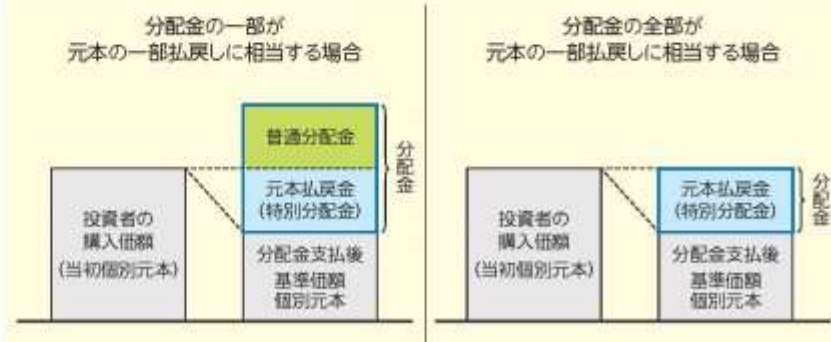 分配金の一部が
元本の一部払戻しに相当する場合
普通分配金
元本払戻金
(特別分配金)
分配金
投資者の
購入価額
(当初個別元本)
分配金支払後
基準価額
個別元本
分配金の全部が
元本の一部払戻しに相当する場合
元本払戻金
(特別分配金)
分配金
投資者の
購入価額
(当初個別元本)
分配金支払後
基準価額
個別元本